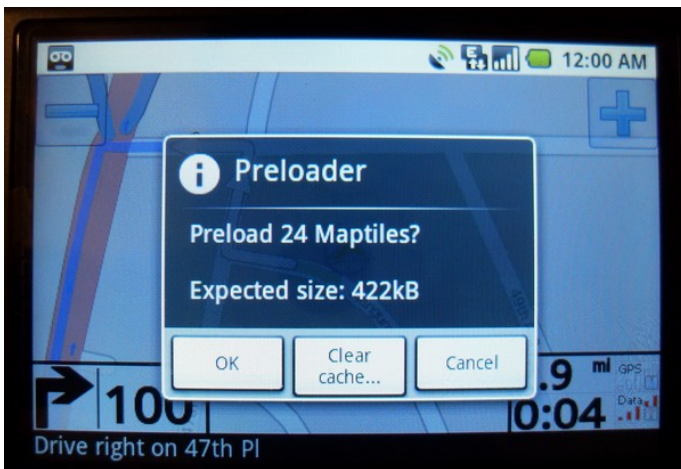 E 12:00 AM
Preloader
Preload 24 Maptiles?
Expected size: 422kB
OK
Clear
cache...
Cancel
100
.9 ml GPS
0:04 Data
Drive right on 47th Pl